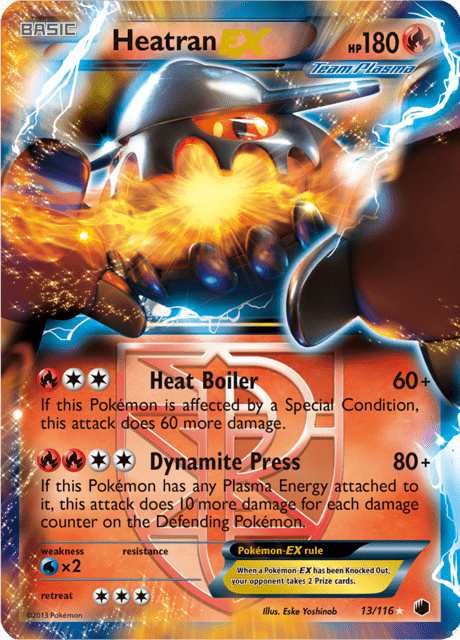 BASIC
Heatran EX
HP180
Team Plasma
Heat Boiler 60+
If this Pokémon is affected by a Special Condition,
this attack does 60 more damage.
Dynamite Press 80+
If this Pokémon has any Plasma Energy attached to
it, this attack does 10 more damage for each damage
counter on the Defending Pokémon.
weakness resistance
×2
retreat
Pokémon-EX rule
When a Pokémon-EX has been Knocked Out,
your opponent takes 2 Prize cards.
©2013 Pokémon
Illus. Eske Yoshinob
13/116